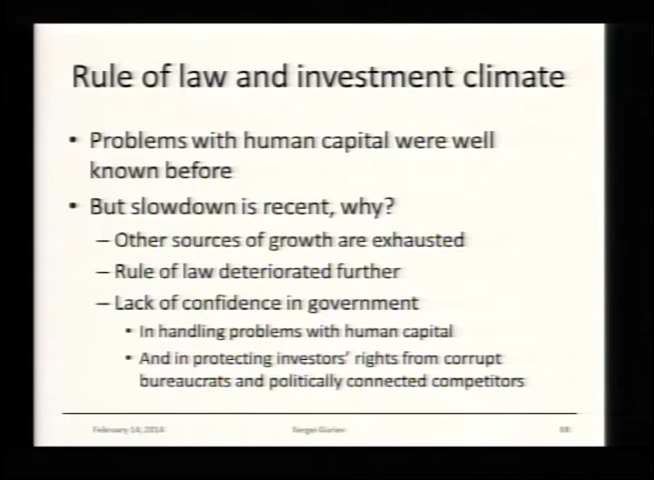 Rule of law and investment climate
• Problems with human capital were well
known before
• But slowdown is recent, why?
– Other sources of growth are exhausted
– Rule of law deteriorated further
– Lack of confidence in government
• In handling problems with human capital
• And in protecting investors' rights from corrupt
bureaucrats and politically connected competitors
February 14, 2014
Sergei Guriev